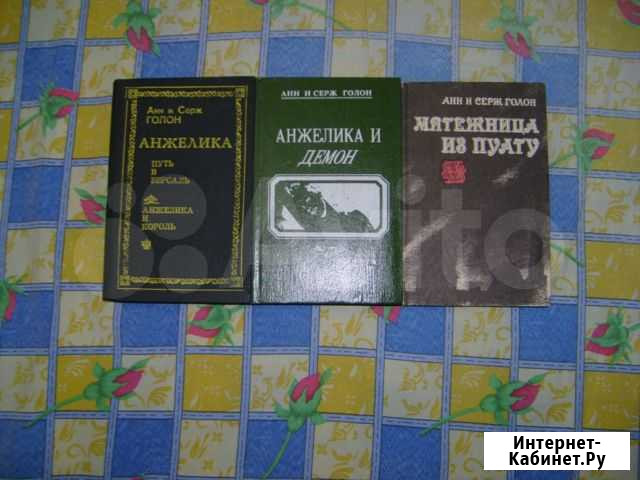 Анн и Серж
ГОЛОН
АНЖЕЛИКА
ПУТЬ
В
ВЕРСАЛЬ
АНЖЕЛИКА
И
КОРОЛЬ
АНН И СЕРЖ ГОЛОН
АНЖЕЛИКА И
ДЕМОН
АНН И СЕРЖ ГОЛОН
МЯТЕЖНИЦА
ИЗ ПУАТУ
Avito
Интернет-
Кабинет.Ру